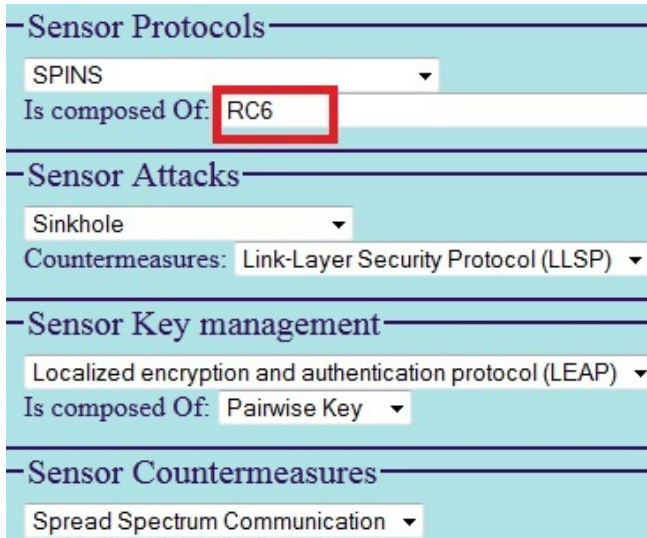 Sensor Protocols
SPINS
Is composed Of: RC6
Sensor Attacks
Sinkhole
Countermeasures: Link-Layer Security Protocol (LLSP)
Sensor Key management
Localized encryption and authentication protocol (LEAP)
Is composed Of: Pairwise Key
Sensor Countermeasures
Spread Spectrum Communication